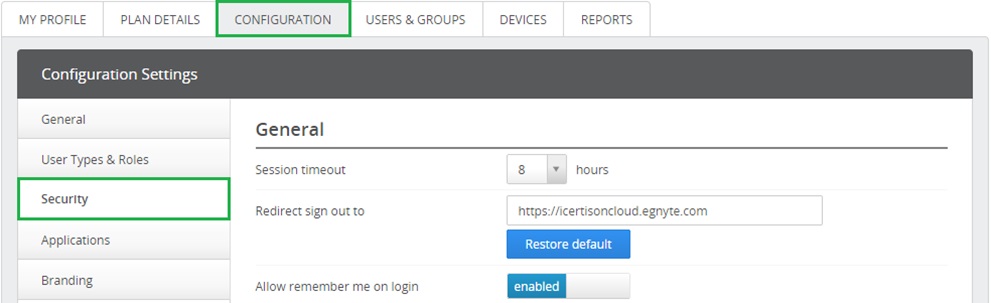 MY PROFILE PLAN DETAILS CONFIGURATION USERS & GROUPS DEVICES REPORTS
Configuration Settings
General
User Types & Roles
Security
Applications
Branding
General
Session timeout 8 hours
Redirect sign out to https://icertisoncloud.egnyte.com
Restore default
Allow remember me on login enabled